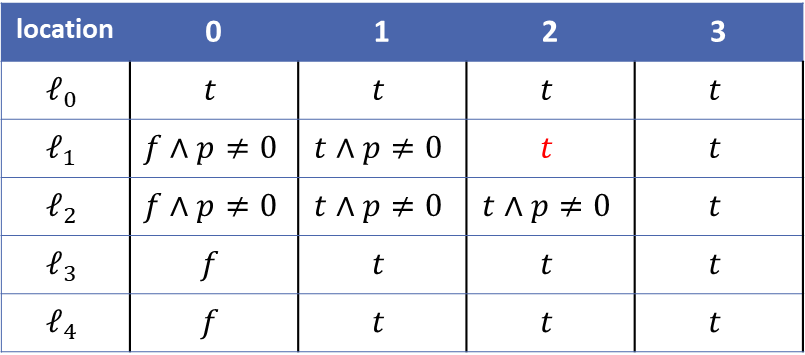 location 0 1 2 3
ℓ₀ t t t t
ℓ₁ f ∧ p ≠ 0 t ∧ p ≠ 0 t t
ℓ₂ f ∧ p ≠ 0 t ∧ p ≠ 0 t ∧ p ≠ 0 t
ℓ₃ f t t t
ℓ₄ f t t t